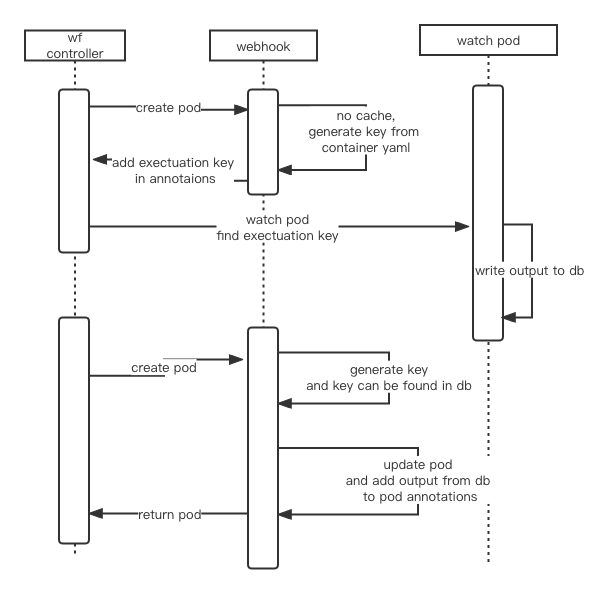 wf
controller
webhook
watch pod
create pod
no cache,
generate key from
container yaml
add exectuation key
in annotaions
watch pod
find exectuation key
write output to db
create pod
generate key
and key can be found in db
update pod
and add output from db
to pod annotations
return pod